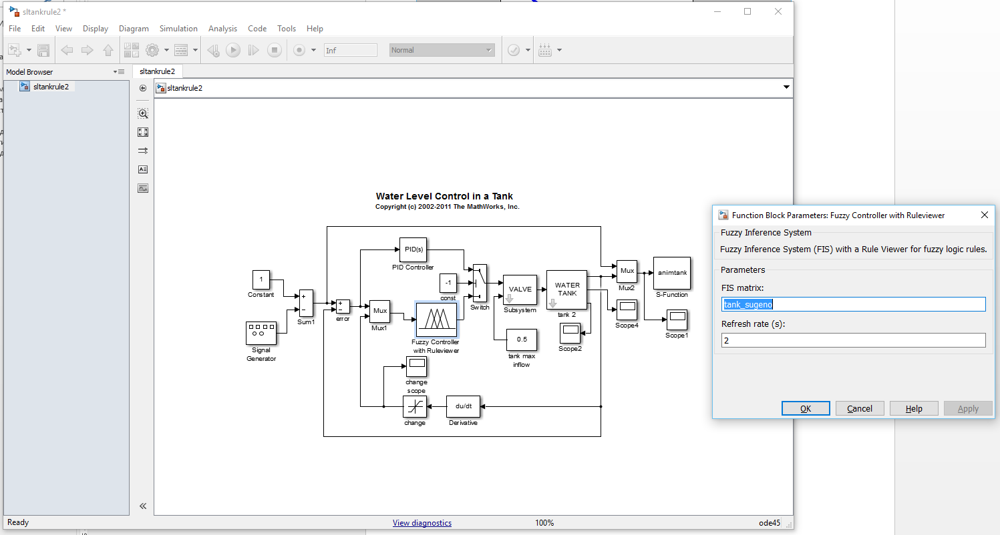 sltankrule2 *
File Edit View Display Diagram Simulation Analysis Code Tools Help
Inf Normal
Model Browser
sltankrule2
sltankrule2
sltankrule2
Water Level Control in a Tank
Copyright (c) 2002-2011 The MathWorks, Inc.
1
Constant
Signal
Generator
+
−
Sum1
+
−
error
PID(s)
PID Controller
-1
const
Mux
Mux1
Fuzzy Controller
with Ruleviewer
Switch
VALVE
Subsystem
WATER
TANK
tank 2
0.5
tank max
inflow
Scope2
Mux
Mux2
animtank
S-Function
Scope4
Scope1
change
scope
change
du/dt
Derivative
Ready View diagnostics 100% ode45
Function Block Parameters: Fuzzy Controller with Ruleviewer
Fuzzy Inference System
Fuzzy Inference System (FIS) with a Rule Viewer for fuzzy logic rules.
Parameters
FIS matrix:
tank_sugeno
Refresh rate (s):
2
OK Cancel Help Apply